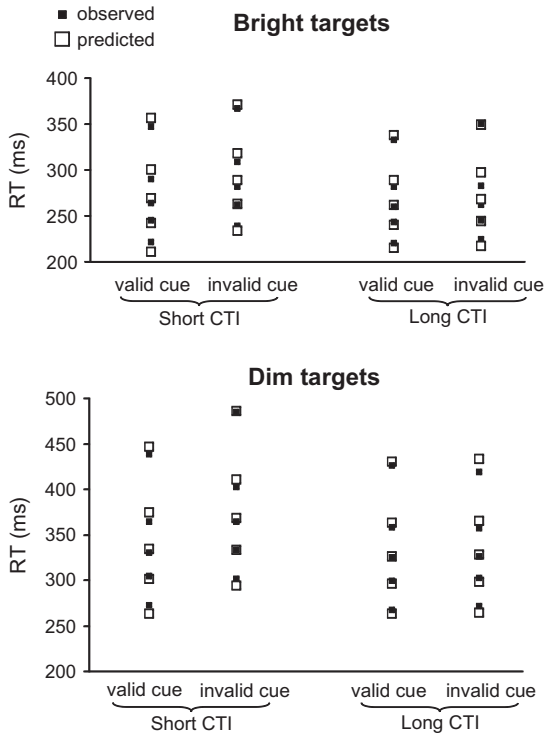 observed
predicted
Bright targets
RT (ms)
400
350
300
250
200
valid cue invalid cue valid cue invalid cue
Short CTI Long CTI
Dim targets
RT (ms)
500
450
400
350
300
250
200
valid cue invalid cue valid cue invalid cue
Short CTI Long CTI